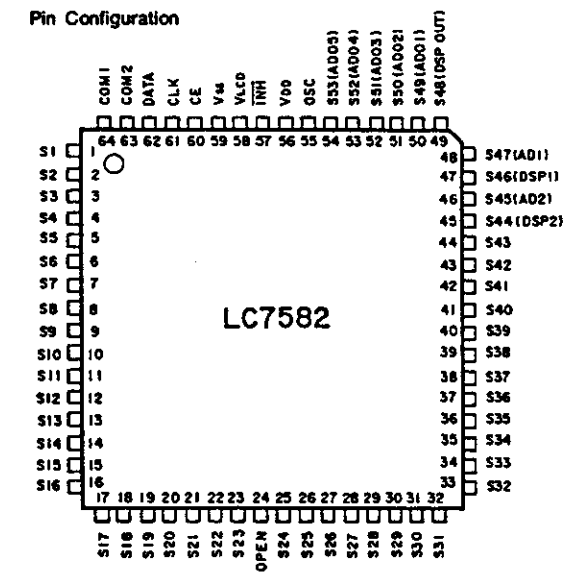 Pin Configuration
COM1
COM2
DATA
CLK
CE
Vss
VLCD
INH
VDD
OSC
S53(ADO5)
S52(ADO4)
S51(ADO3)
S50(ADO2)
S49(ADO1)
S48(DSP OUT)
64 63 62 61 60 59 58 57 56 55 54 53 52 51 50 49
S1 1
S2 2
S3 3
S4 4
S5 5
S6 6
S7 7
S8 8
S9 9
S10 10
S11 11
S12 12
S13 13
S14 14
S15 15
S16 16
LC7582
48 S47(AD1)
47 S46(DSP1)
46 S45(AD2)
45 S44(DSP2)
44 S43
43 S42
42 S41
41 S40
40 S39
39 S38
38 S37
37 S36
36 S35
35 S34
34 S33
33 S32
17 18 19 20 21 22 23 24 25 26 27 28 29 30 31 32
S17
S18
S19
S20
S21
S22
S23
OPEN
S24
S25
S26
S27
S28
S29
S30
S31